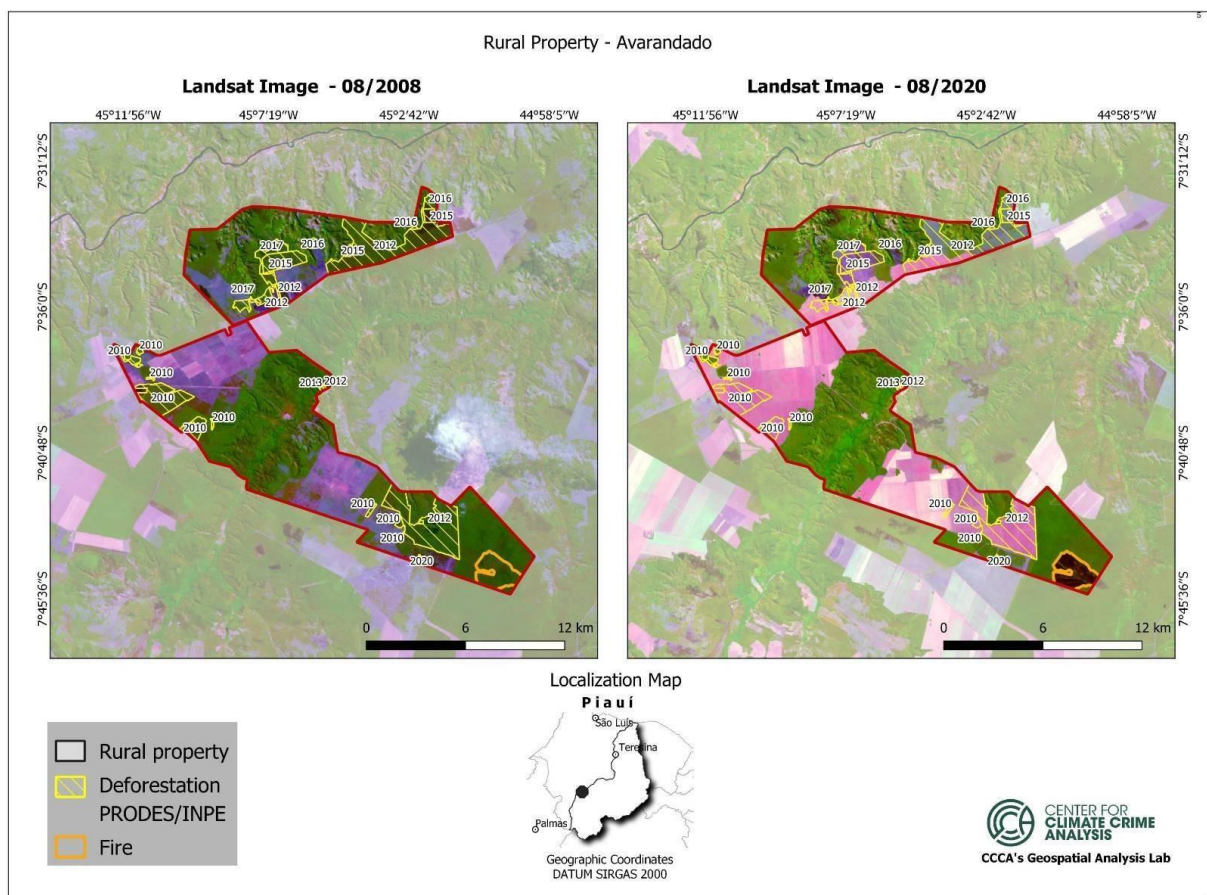 5
Rural Property - Avarandado
Landsat Image - 08/2008
45°11'56"W 45°7'19"W 45°2'42"W 44°58'5"W
7°31'12"S
7°36'0"S
7°40'48"S
7°45'36"S
2016
2016 2015
2017 2016 2015 2012
2015
2017 2012
2012
2010 2010
2010
2010
2010 2010
2013 2012
2010
2010 2012
2010
2020
0 6 12 km
Landsat Image - 08/2020
45°11'56"W 45°7'19"W 45°2'42"W 44°58'5"W
7°31'12"S
7°36'0"S
7°40'48"S
7°45'36"S
2016
2016 2015
2017 2016 2015 2012
2015
2017 2012
2012
2010 2010
2010
2010
2010 2010
2013 2012
2010
2010 2012
2010
2020
0 6 12 km
Localization Map
Piauí
São Luís
Teresina
Palmas
Geographic Coordinates
DATUM SIRGAS 2000
Rural property
Deforestation
PRODES/INPE
Fire
CCCA
CENTER FOR
CLIMATE CRIME
ANALYSIS
CCCA's Geospatial Analysis Lab